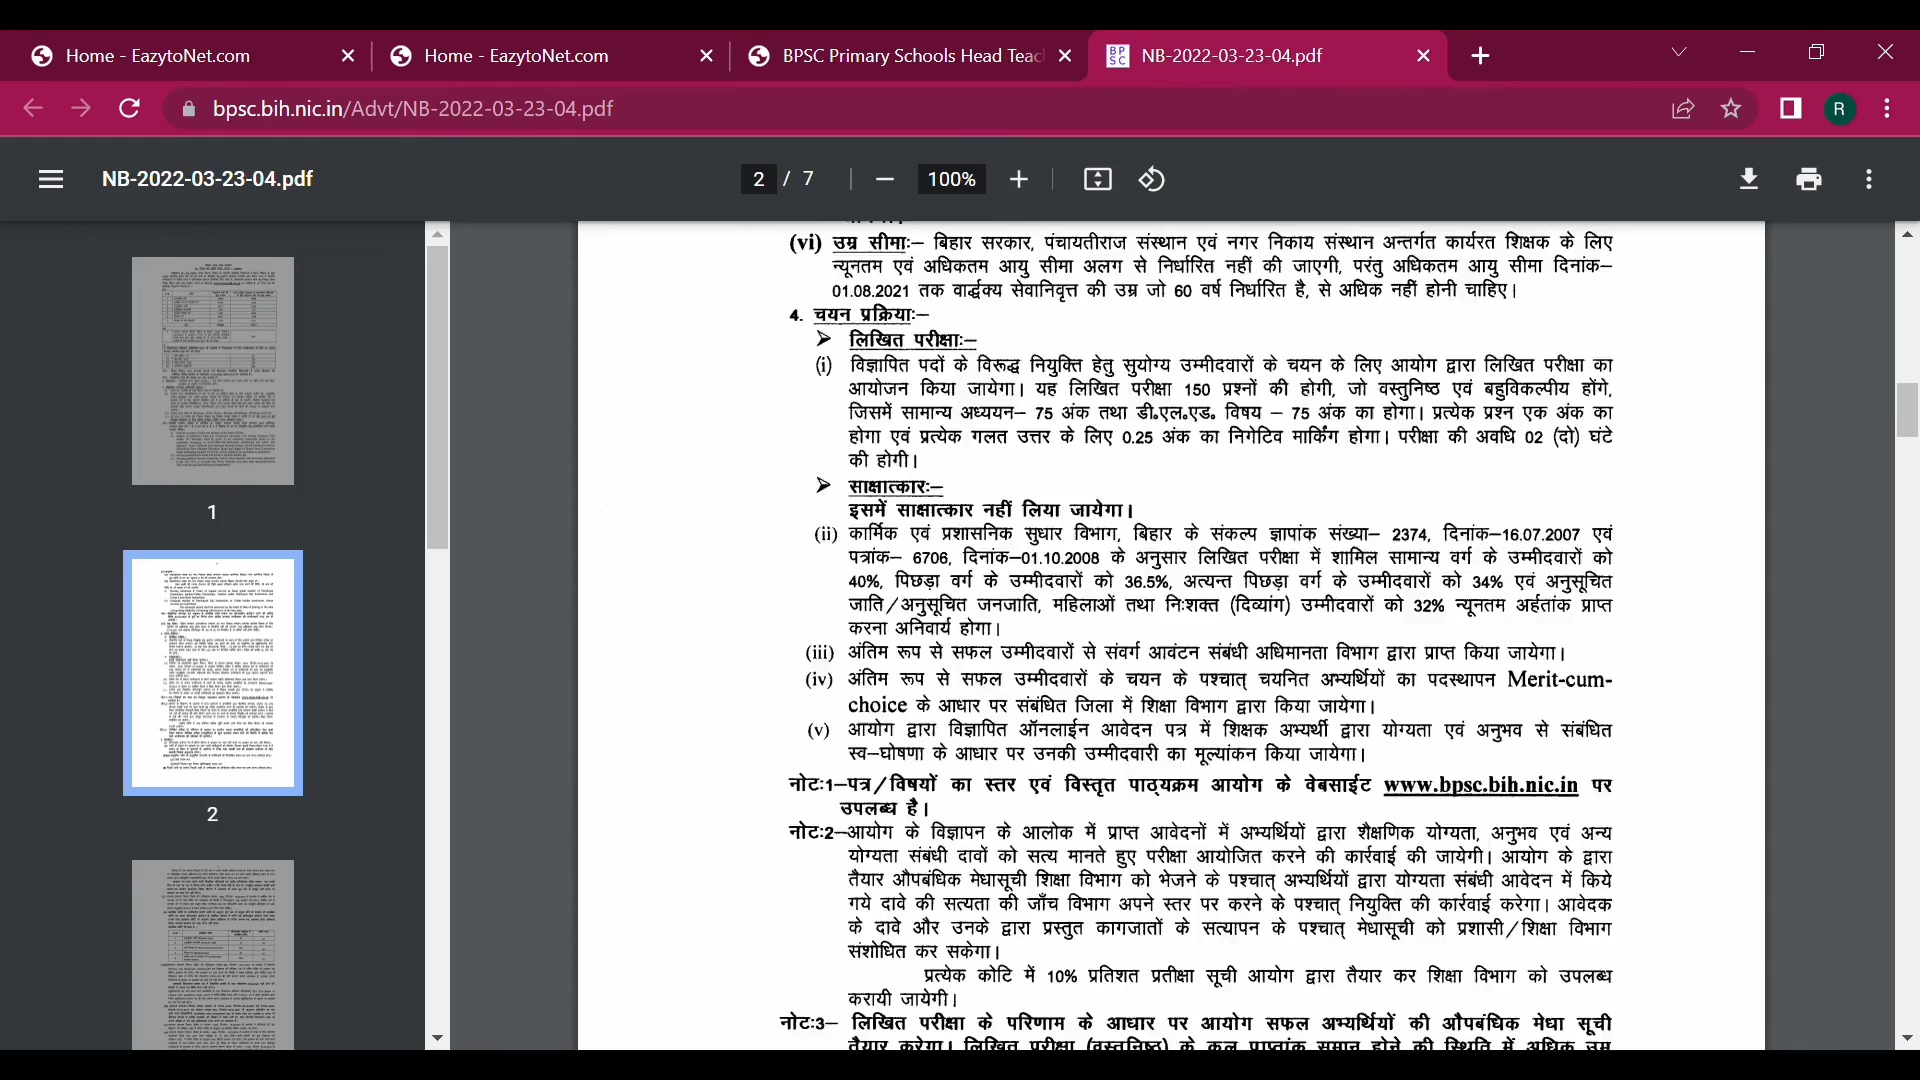 Home - EazytoNet.com
Home - EazytoNet.com
BPSC Primary Schools Head Teac
NB-2022-03-23-04.pdf
bpsc.bih.nic.in/Advt/NB-2022-03-23-04.pdf
R
NB-2022-03-23-04.pdf
2 / 7
100%
1
2
(vi) उम्र सीमाः– बिहार सरकार, पंचायतीराज संस्थान एवं नगर निकाय संस्थान अन्तर्गत कार्यरत शिक्षक के लिए
न्यूनतम एवं अधिकतम आयु सीमा अलग से निर्धारित नहीं की जाएगी, परंतु अधिकतम आयु सीमा दिनांक–
01.08.2021 तक वार्द्धक्य सेवानिवृत्त की उम्र जो 60 वर्ष निर्धारित है, से अधिक नहीं होनी चाहिए।
4. चयन प्रक्रियाः–
➢ लिखित परीक्षाः–
(i) विज्ञापित पदों के विरूद्ध नियुक्ति हेतु सुयोग्य उम्मीदवारों के चयन के लिए आयोग द्वारा लिखित परीक्षा का
आयोजन किया जायेगा। यह लिखित परीक्षा 150 प्रश्नों की होगी, जो वस्तुनिष्ठ एवं बहुविकल्पीय होंगे,
जिसमें सामान्य अध्ययन– 75 अंक तथा डी॰एल॰एड॰ विषय – 75 अंक का होगा। प्रत्येक प्रश्न एक अंक का
होगा एवं प्रत्येक गलत उत्तर के लिए 0.25 अंक का निगेटिव मार्किंग होगा। परीक्षा की अवधि 02 (दो) घंटे
की होगी।
➢ साक्षात्कारः–
इसमें साक्षात्कार नहीं लिया जायेगा।
(ii) कार्मिक एवं प्रशासनिक सुधार विभाग, बिहार के संकल्प ज्ञापांक संख्या– 2374, दिनांक–16.07.2007 एवं
पत्रांक– 6706, दिनांक–01.10.2008 के अनुसार लिखित परीक्षा में शामिल सामान्य वर्ग के उम्मीदवारों को
40%, पिछड़ा वर्ग के उम्मीदवारों को 36.5%, अत्यन्त पिछड़ा वर्ग के उम्मीदवारों को 34% एवं अनुसूचित
जाति/अनुसूचित जनजाति, महिलाओं तथा निःशक्त (दिव्यांग) उम्मीदवारों को 32% न्यूनतम अर्हतांक प्राप्त
करना अनिवार्य होगा।
(iii) अंतिम रूप से सफल उम्मीदवारों से संवर्ग आवंटन संबंधी अधिमानता विभाग द्वारा प्राप्त किया जायेगा।
(iv) अंतिम रूप से सफल उम्मीदवारों के चयन के पश्चात् चयनित अभ्यर्थियों का पदस्थापन Merit-cum-
choice के आधार पर संबंधित जिला में शिक्षा विभाग द्वारा किया जायेगा।
(v) आयोग द्वारा विज्ञापित ऑनलाईन आवेदन पत्र में शिक्षक अभ्यर्थी द्वारा योग्यता एवं अनुभव से संबंधित
स्व–घोषणा के आधार पर उनकी उम्मीदवारी का मूल्यांकन किया जायेगा।
नोटः1–पत्र/विषयों का स्तर एवं विस्तृत पाठ्यक्रम आयोग के वेबसाईट www.bpsc.bih.nic.in पर
उपलब्ध है।
नोटः2–आयोग के विज्ञापन के आलोक में प्राप्त आवेदनों में अभ्यर्थियों द्वारा शैक्षणिक योग्यता, अनुभव एवं अन्य
योग्यता संबंधी दावों को सत्य मानते हुए परीक्षा आयोजित करने की कार्रवाई की जायेगी। आयोग के द्वारा
तैयार औपबंधिक मेधासूची शिक्षा विभाग को भेजने के पश्चात् अभ्यर्थियों द्वारा योग्यता संबंधी आवेदन में किये
गये दावे की सत्यता की जाँच विभाग अपने स्तर पर करने के पश्चात् नियुक्ति की कार्रवाई करेगा। आवेदक
के दावे और उनके द्वारा प्रस्तुत कागजातों के सत्यापन के पश्चात् मेधासूची को प्रशासी/शिक्षा विभाग
संशोधित कर सकेगा।
प्रत्येक कोटि में 10% प्रतिशत प्रतीक्षा सूची आयोग द्वारा तैयार कर शिक्षा विभाग को उपलब्ध
करायी जायेगी।
नोटः3– लिखित परीक्षा के परिणाम के आधार पर आयोग सफल अभ्यर्थियों की औपबंधिक मेधा सूची
तैयार करेगा। लिखित परीक्षा (वस्तुनिष्ठ) के कुल प्राप्तांक समान होने की स्थिति में अधिक उम्र